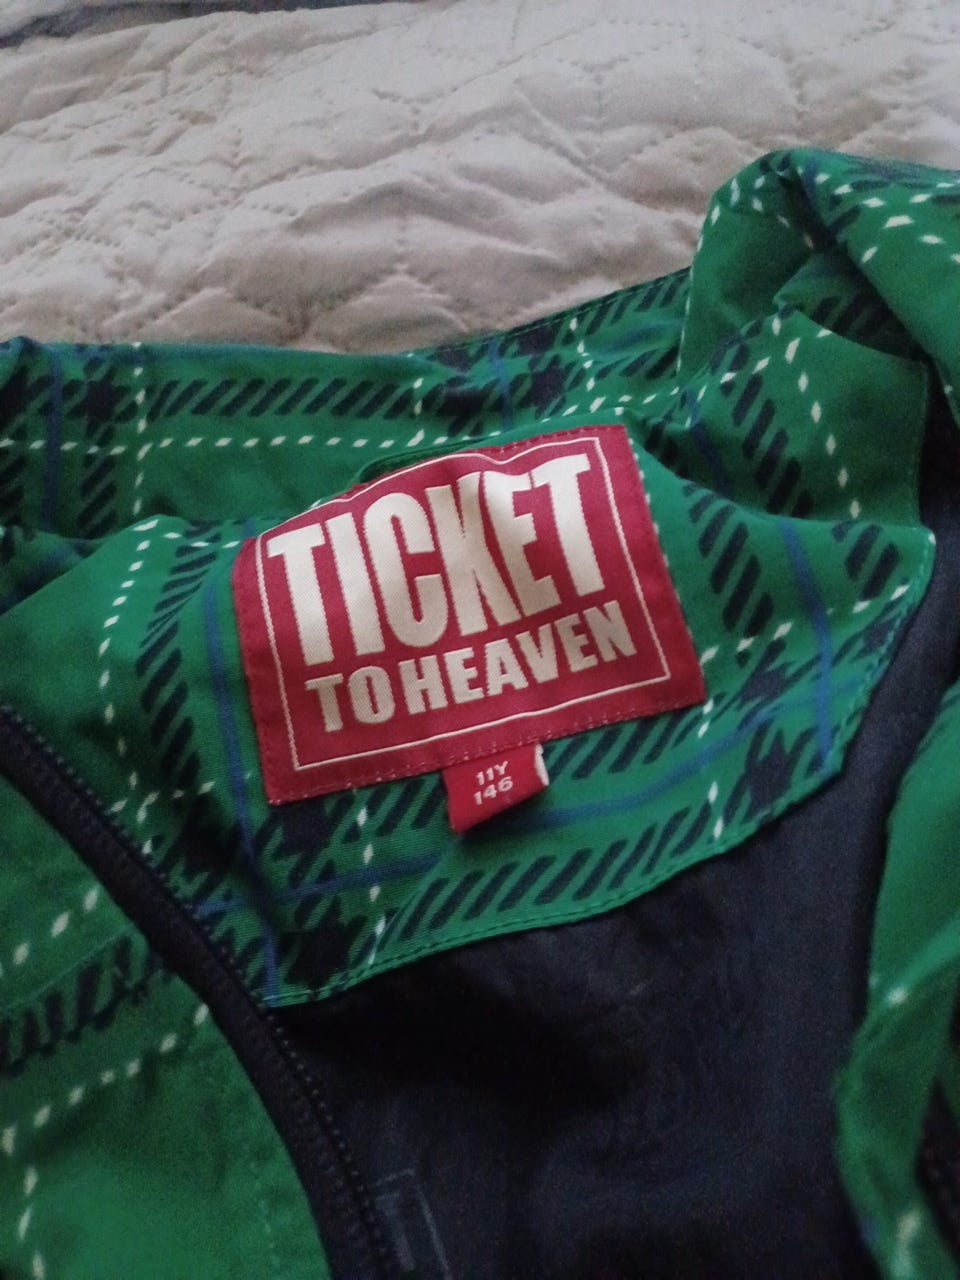 TICKET
TO HEAVEN
11Y
146